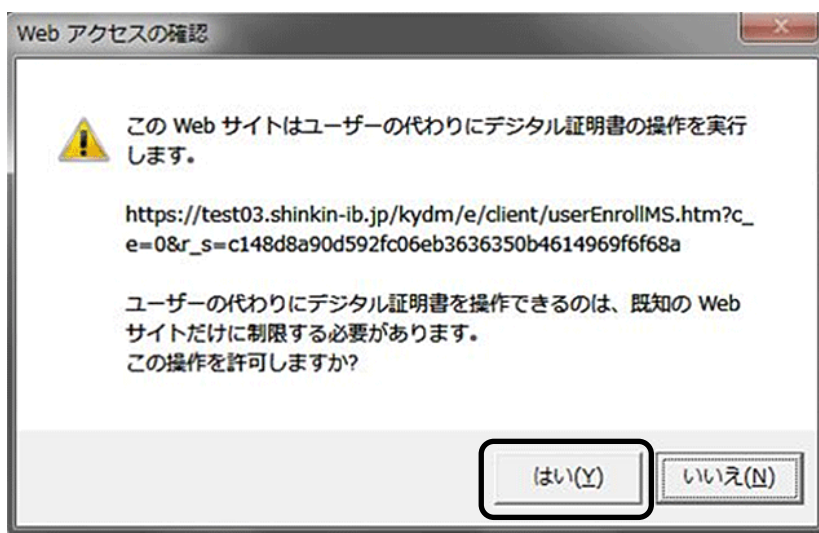 Web アクセスの確認
この Web サイトはユーザーの代わりにデジタル証明書の操作を実行
します。
https://test03.shinkin-ib.jp/kydm/e/client/userEnrollMS.htm?c_
e=0&r_s=c148d8a90d592fc06eb3636350b4614969f6f68a
ユーザーの代わりにデジタル証明書を操作できるのは、既知の Web
サイトだけに制限する必要があります。
この操作を許可しますか?
はい(Y) いいえ(N)